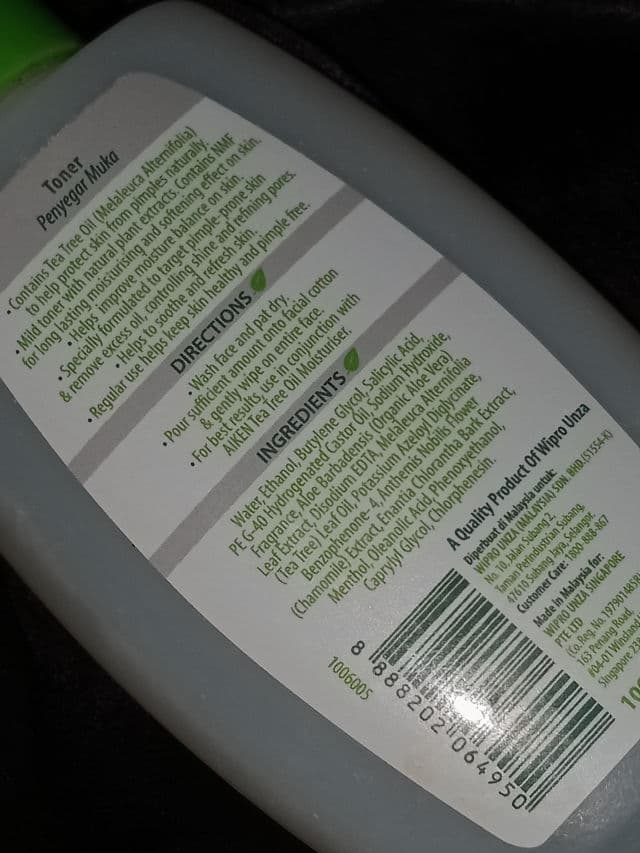 Toner
Penyegar Muka
• Contains Tea Tree Oil (Melaleuca Alternifolia)
to help protect skin from pimples naturally.
• Mild toner with natural plant extracts. Contains NMF
for long lasting moisturizing and softening effect on skin.
• Helps improve moisture balance on skin.
• Specially formulated to target pimple-prone skin
& remove excess oil, controlling shine and refining pores.
• Helps to soothe and refresh skin.
• Regular use helps keep skin healthy and pimple free.
DIRECTIONS
• Wash face and pat dry.
• Pour sufficient amount onto facial cotton
& gently wipe on entire face.
• For best results, use in conjunction with
AIKEN Tea Tree Oil Moisturiser.
INGREDIENTS
Water, Ethanol, Butylene Glycol, Salicylic Acid,
PEG-40 Hydrogenated Castor Oil, Sodium Hydroxide,
Fragrance, Aloe Barbadensis (Organic Aloe Vera)
Leaf Extract, Disodium EDTA, Melaleuca Alternifolia
(Tea Tree) Leaf Oil, Potassium Azeloyl Diglycinate,
Benzophenone- 4, Anthemis Nobilis Flower
(Chamomile) Extract, Enantia Chlorantha Bark Extract,
Menthol, Oleanolic Acid, Phenoxyethanol,
Caprylyl Glycol, Chlorphenesin.
A Quality Product Of Wipro Unza
Diperbuat di Malaysia untuk:
WIPRO UNZA (MALAYSIA) SDN. BHD. (51554-K)
No. 10, Jalan Subang 2,
Taman Perindustrian Subang,
47610 Subang Jaya, Selangor.
Customer Care: 1800-888-867
Made in Malaysia for:
WIPRO UNZA SINGAPORE
PTE LTD
(Co. Reg. No.
165 Penang Road,
#04-01 Winsland
Singapore
1006005
8 888202 064950